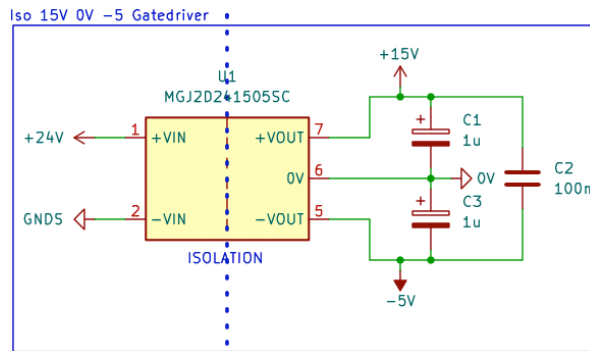 Iso 15V 0V -5 Gatedriver
U1
MGJ2D241505SC
+15V
+24V
1
+VIN
+VOUT
7
C1
1u
0V
6
0V
C2
100n
GNDS
2
-VIN
-VOUT
5
C3
1u
ISOLATION
-5V